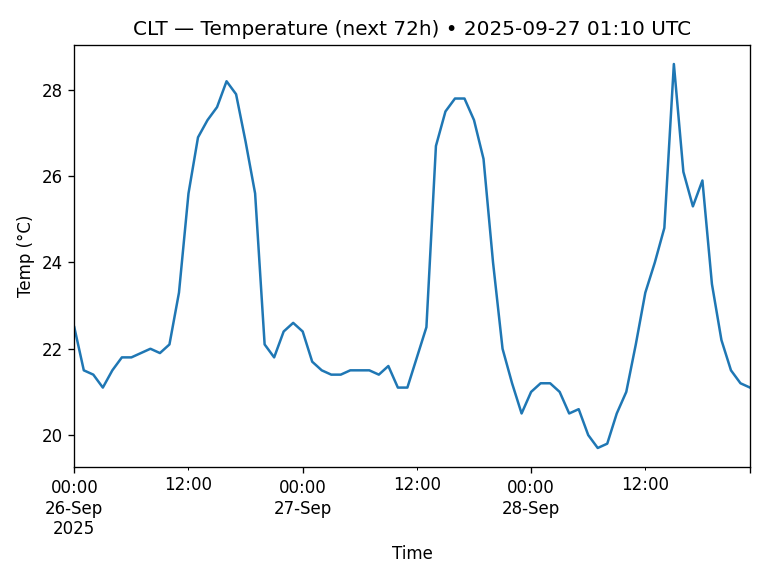 CLT — Temperature (next 72h) • 2025-09-27 01:10 UTC
Temp (°C)
28
26
24
22
20
00:00 12:00 00:00 12:00 00:00 12:00
26-Sep 27-Sep 28-Sep
2025
Time